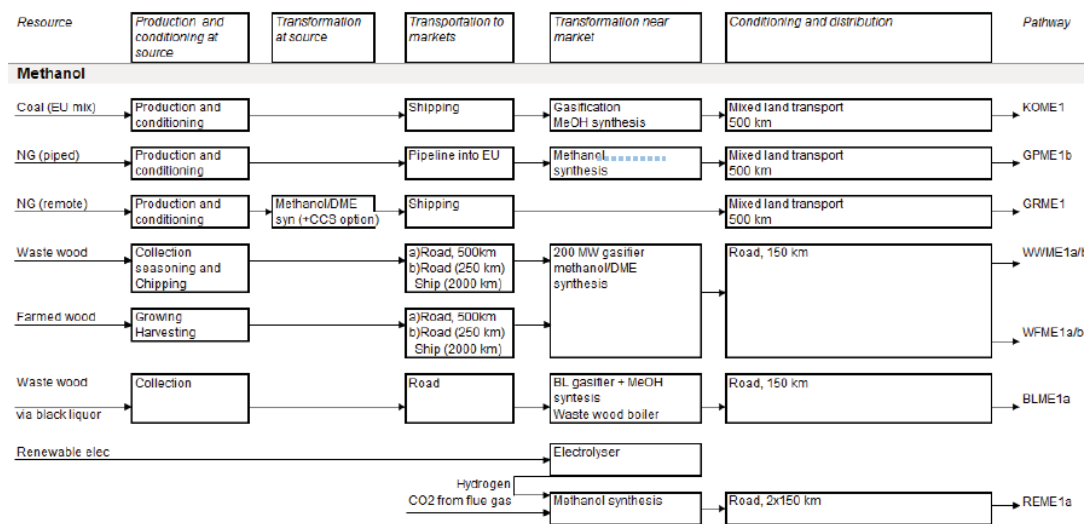 Resource
Production and
conditioning at
source
Transformation
at source
Transportation to
markets
Transformation near
market
Conditioning and distribution
Pathway
Methanol
Coal (EU mix)
Production and
conditioning
Shipping
Gasification
MeOH synthesis
Mixed land transport
500 km
KOME1
NG (piped)
Production and
conditioning
Pipeline into EU
Methanol
synthesis
Mixed land transport
500 km
GPME1b
NG (remote)
Production and
conditioning
Methanol/DME
syn (+CCS option)
Shipping
Mixed land transport
500 km
GRME1
Waste wood
Collection
seasoning and
Chipping
a)Road, 500km
b)Road (250 km)
Ship (2000 km)
200 MW gasifier
methanol/DME
synthesis
Road, 150 km
WWME1a/b
Farmed wood
Growing
Harvesting
a)Road, 500km
b)Road (250 km)
Ship (2000 km)
WFME1a/b
Waste wood
via black liquor
Collection
Road
BL gasifier + MeOH
syntesis
Waste wood boiler
Road, 150 km
BLME1a
Renewable elec
Electrolyser
Hydrogen
CO2 from flue gas
Methanol synthesis
Road, 2x150 km
REME1a